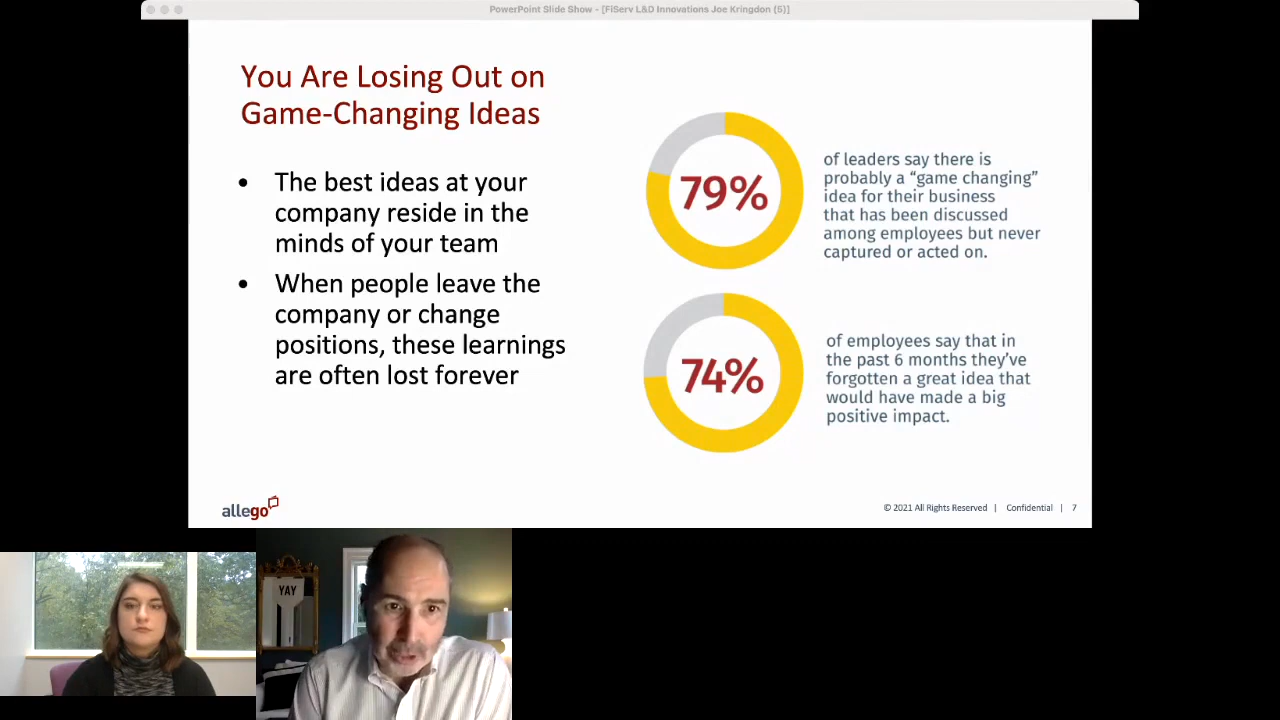 PowerPoint Slide Show - [FiServ L&D Innovations Joe Kringdon (5)]
You Are Losing Out on
Game-Changing Ideas
• The best ideas at your
company reside in the
minds of your team
• When people leave the
company or change
positions, these learnings
are often lost forever
79%
of leaders say there is
probably a “game changing”
idea for their business
that has been discussed
among employees but never
captured or acted on.
74%
of employees say that in
the past 6 months they’ve
forgotten a great idea that
would have made a big
positive impact.
allego
© 2021 All Rights Reserved | Confidential | 7
YAY